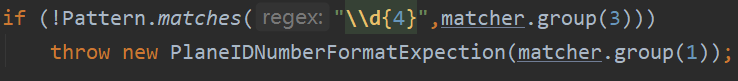 if (!Pattern.matches( regex: "\\d{4}",matcher.group(3)))
throw new PlaneIDNumberFormatExpection(matcher.group(1));